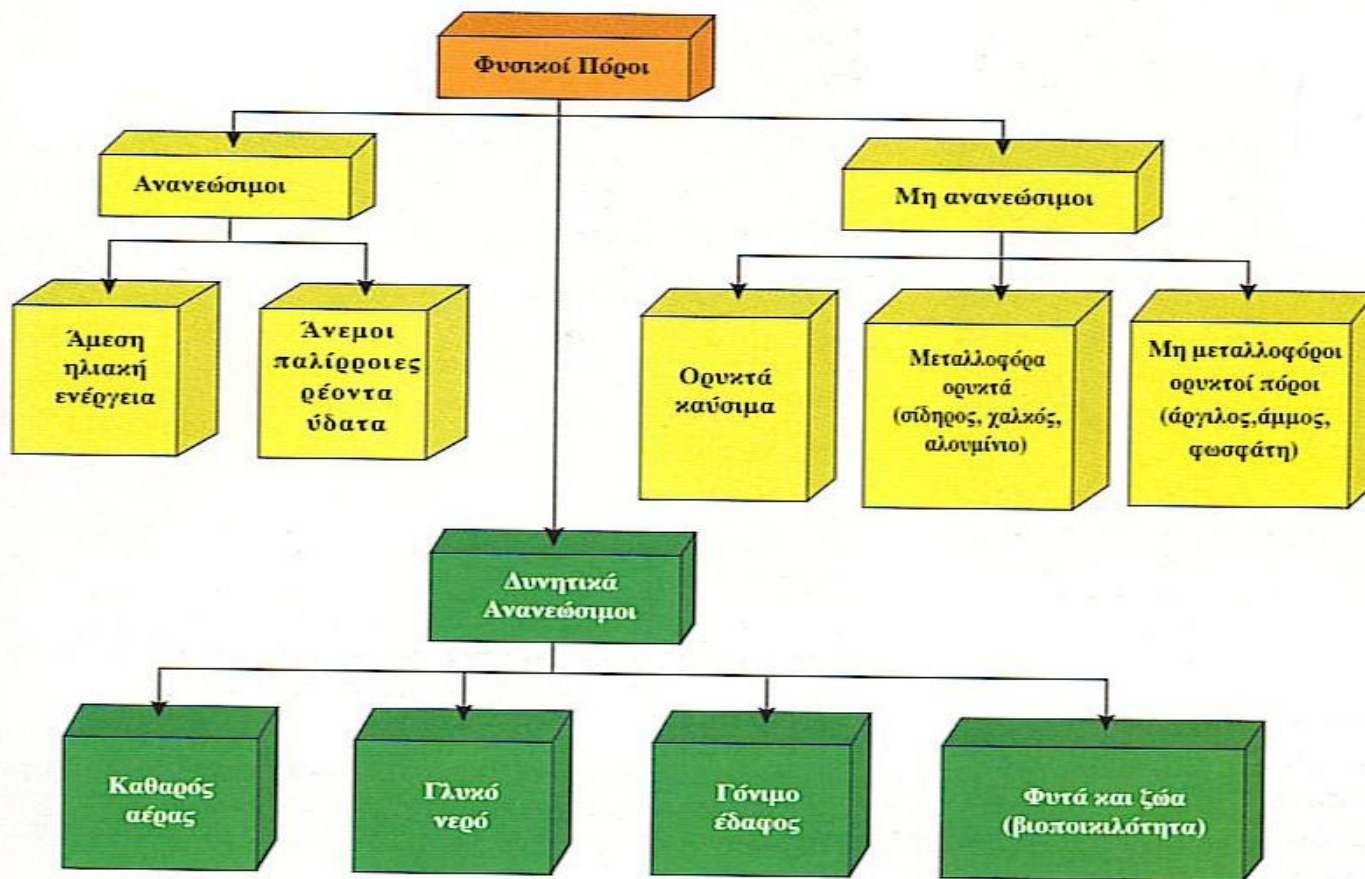 Φυσικοί Πόροι
Ανανεώσιμοι
Μη ανανεώσιμοι
Άμεση
ηλιακή
ενέργεια
Άνεμοι
παλίρροιες
ρέοντα
ύδατα
Ορυκτά
καύσιμα
Μεταλλοφόρα
ορυκτά
(σίδηρος, χαλκός,
αλουμίνιο)
Μη μεταλλοφόροι
ορυκτοί πόροι
(άργιλος,άμμος,
φωσφάτη)
Δυνητικά
Ανανεώσιμοι
Καθαρός
αέρας
Γλυκό
νερό
Γόνιμο
έδαφος
Φυτά και ζώα
(βιοποικιλότητα)